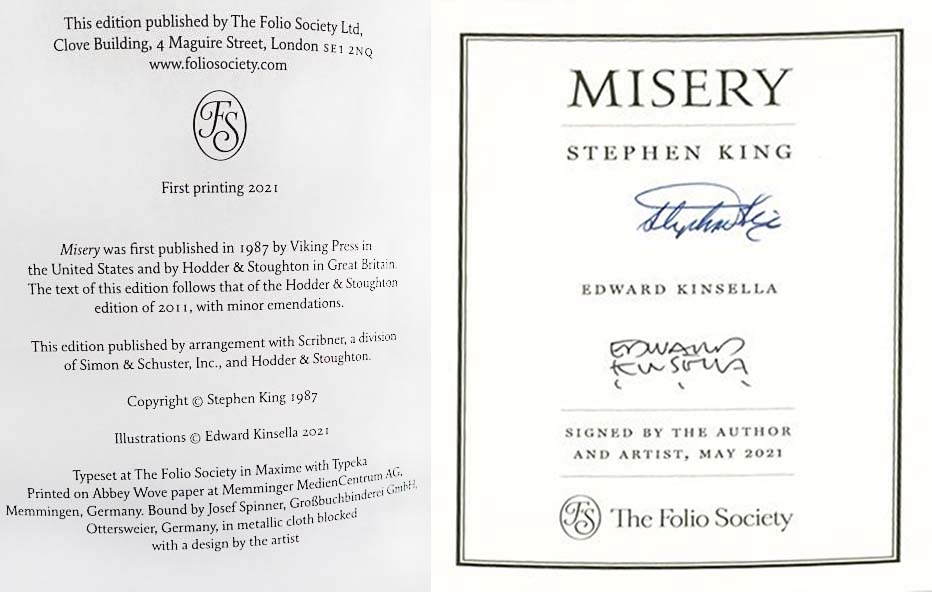 This edition published by The Folio Society Ltd,
Clove Building, 4 Maguire Street, London SE1 2NQ
www.foliosociety.com
FS
First printing 2021
Misery was first published in 1987 by Viking Press in
the United States and by Hodder & Stoughton in Great Britain.
The text of this edition follows that of the Hodder & Stoughton
edition of 2011, with minor emendations.
This edition published by arrangement with Scribner, a division
of Simon & Schuster, Inc., and Hodder & Stoughton.
Copyright © Stephen King 1987
Illustrations © Edward Kinsella 2021
Typeset at The Folio Society in Maxime with Typeka
Printed on Abbey Wove paper at Memminger MedienCentrum AG,
Memmingen, Germany. Bound by Josef Spinner, Großbuchbinderei GmbH,
Ottersweier, Germany, in metallic cloth blocked
with a design by the artist
MISERY
STEPHEN KING
Stephen King
EDWARD KINSELLA
EDWARD
KINSELLA
SIGNED BY THE AUTHOR
AND ARTIST, MAY 2021
FS The Folio Society